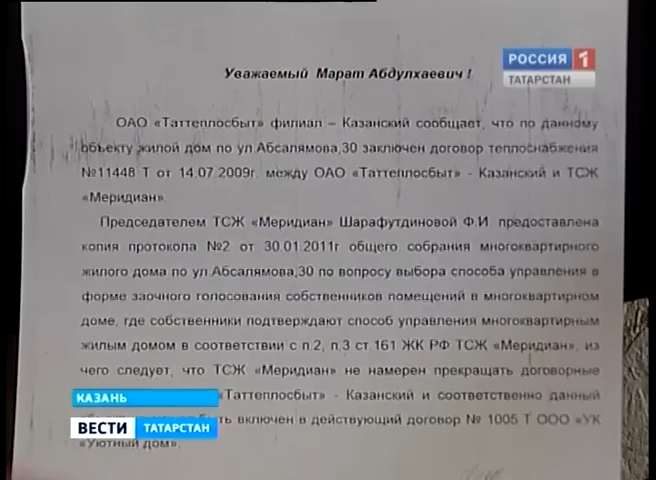 Уважаемый Марат Абдулхаевич !
РОССИЯ 1
ТАТАРСТАН
ОАО «Таттеплосбыт» филиал – Казанский сообщает, что по данному
объекту жилой дом по ул Абсалямова,30 заключен договор теплоснабжения
№11448 Т от 14.07.2009г. между ОАО «Таттеплосбыт» - Казанский и ТСЖ
«Меридиан».
Председателем ТСЖ «Меридиан» Шарафутдиновой Ф.И. предоставлена
копия протокола №2 от 30.01.2011г общего собрания многоквартирного
жилого дома по ул.Абсалямова,30 по вопросу выбора способа управления в
форме заочного голосования собственников помещений в многоквартирном
доме, где собственники подтверждают способ управления многоквартирным
жилым домом в соответствии с п.2, п.3 ст.161 ЖК РФ ТСЖ «Меридиан», из
чего следует, что ТСЖ «Меридиан» не намерен прекращать договорные
«Таттеплосбыт» - Казанский и соответственно данный
быть включен в действующий договор № 1005 Т ООО «УК
«Уютный дом».
КАЗАНЬ
ВЕСТИ ТАТАРСТАН